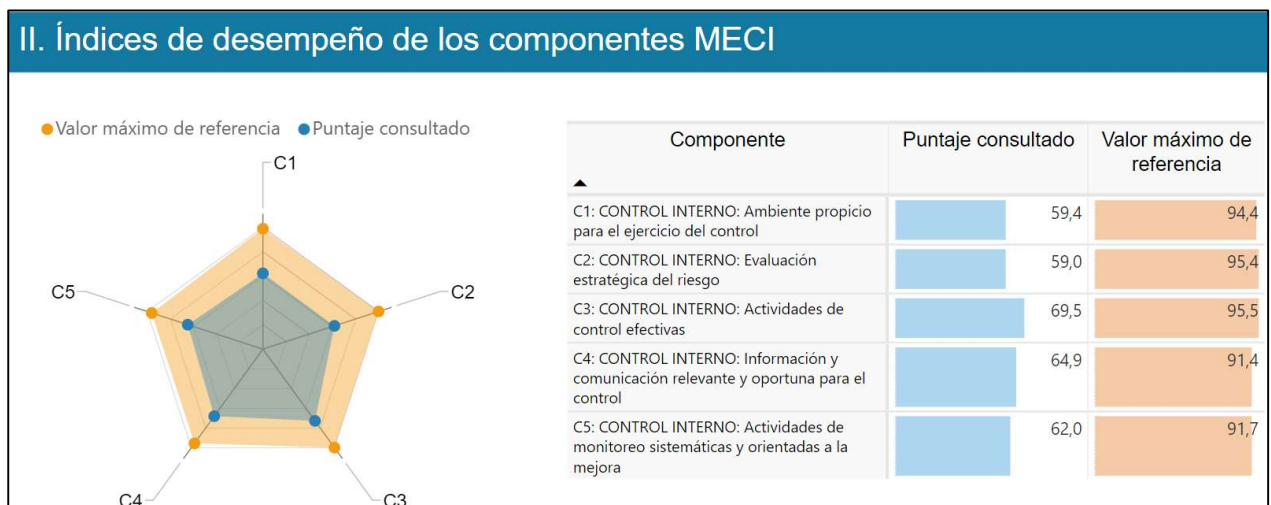 II. Índices de desempeño de los componentes MECI
Valor máximo de referencia Puntaje consultado
C1
C2
C3
C4
C5
Componente Puntaje consultado Valor máximo de
referencia
C1: CONTROL INTERNO: Ambiente propicio 59,4 94,4
para el ejercicio del control
C2: CONTROL INTERNO: Evaluación 59,0 95,4
estratégica del riesgo
C3: CONTROL INTERNO: Actividades de 69,5 95,5
control efectivas
C4: CONTROL INTERNO: Información y 64,9 91,4
comunicación relevante y oportuna para el
control
C5: CONTROL INTERNO: Actividades de 62,0 91,7
monitoreo sistemáticas y orientadas a la
mejora